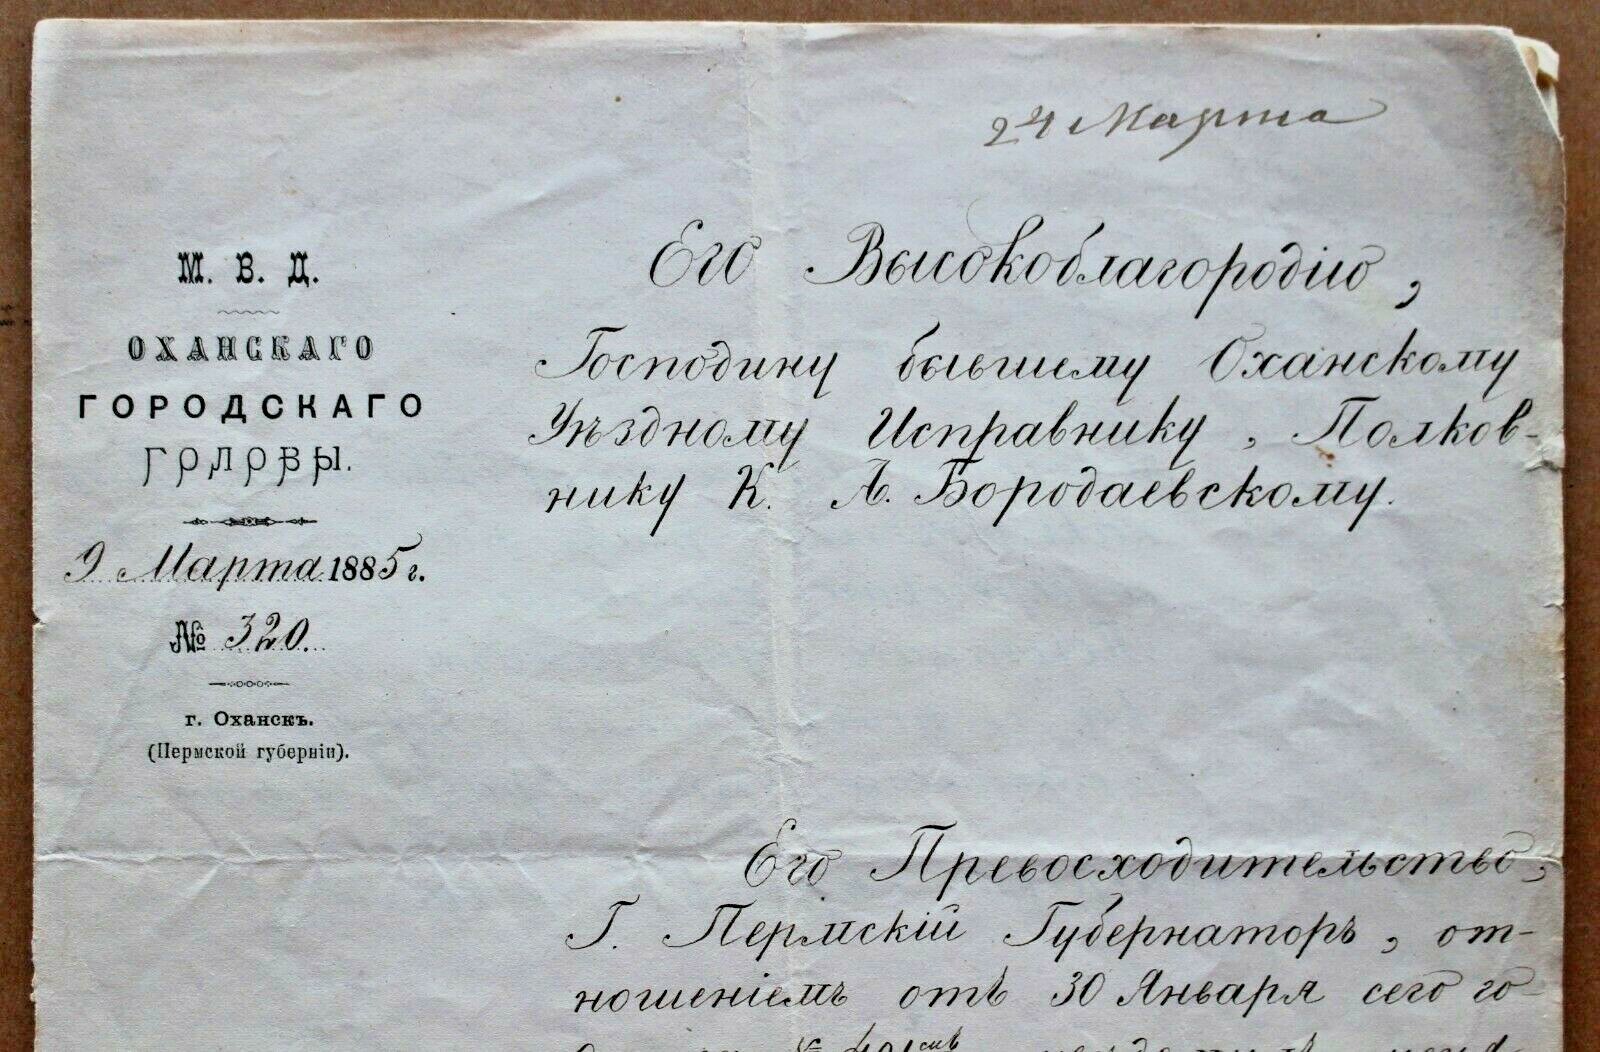 24 Марта
М. В. Д.
ОХАНСКАГО
ГОРОДСКАГО
ГОЛОВЫ.
9 Марта 1885 г.
№ 320.
г. Оханскъ.
(Пермской губерніи).
Его Высокоблагородію,
Господину бывшему Оханскому
Уѣздному Исправнику, Полков-
нику К. А. Бородаевскому.
Его Превосходительство,
Г. Пермскій Губернаторъ, от-
ношеніемъ отъ 30 Января сего го-